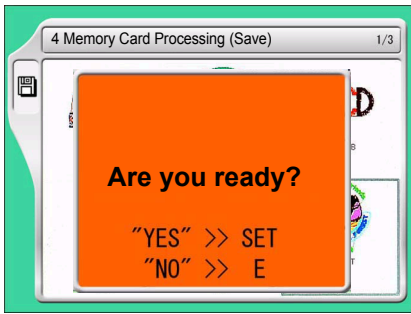 4 Memory Card Processing (Save) 1/3
Are you ready?
"YES" >> SET
"NO" >> E